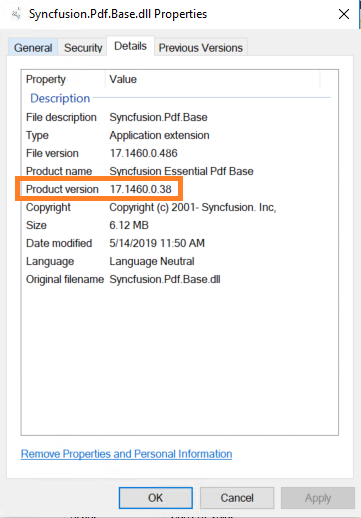 Syncfusion.Pdf.Base.dll Properties
General Security Details Previous Versions
Property Value
Description
File description Syncfusion.Pdf.Base
Type Application extension
File version 17.1460.0.486
Product name Syncfusion Essential Pdf Base
Product version 17.1460.0.38
Copyright Copyright (c) 2001- Syncfusion. Inc,
Size 6.12 MB
Date modified 5/14/2019 11:50 AM
Language Language Neutral
Original filename Syncfusion.Pdf.Base.dll
Remove Properties and Personal Information
OK Cancel Apply